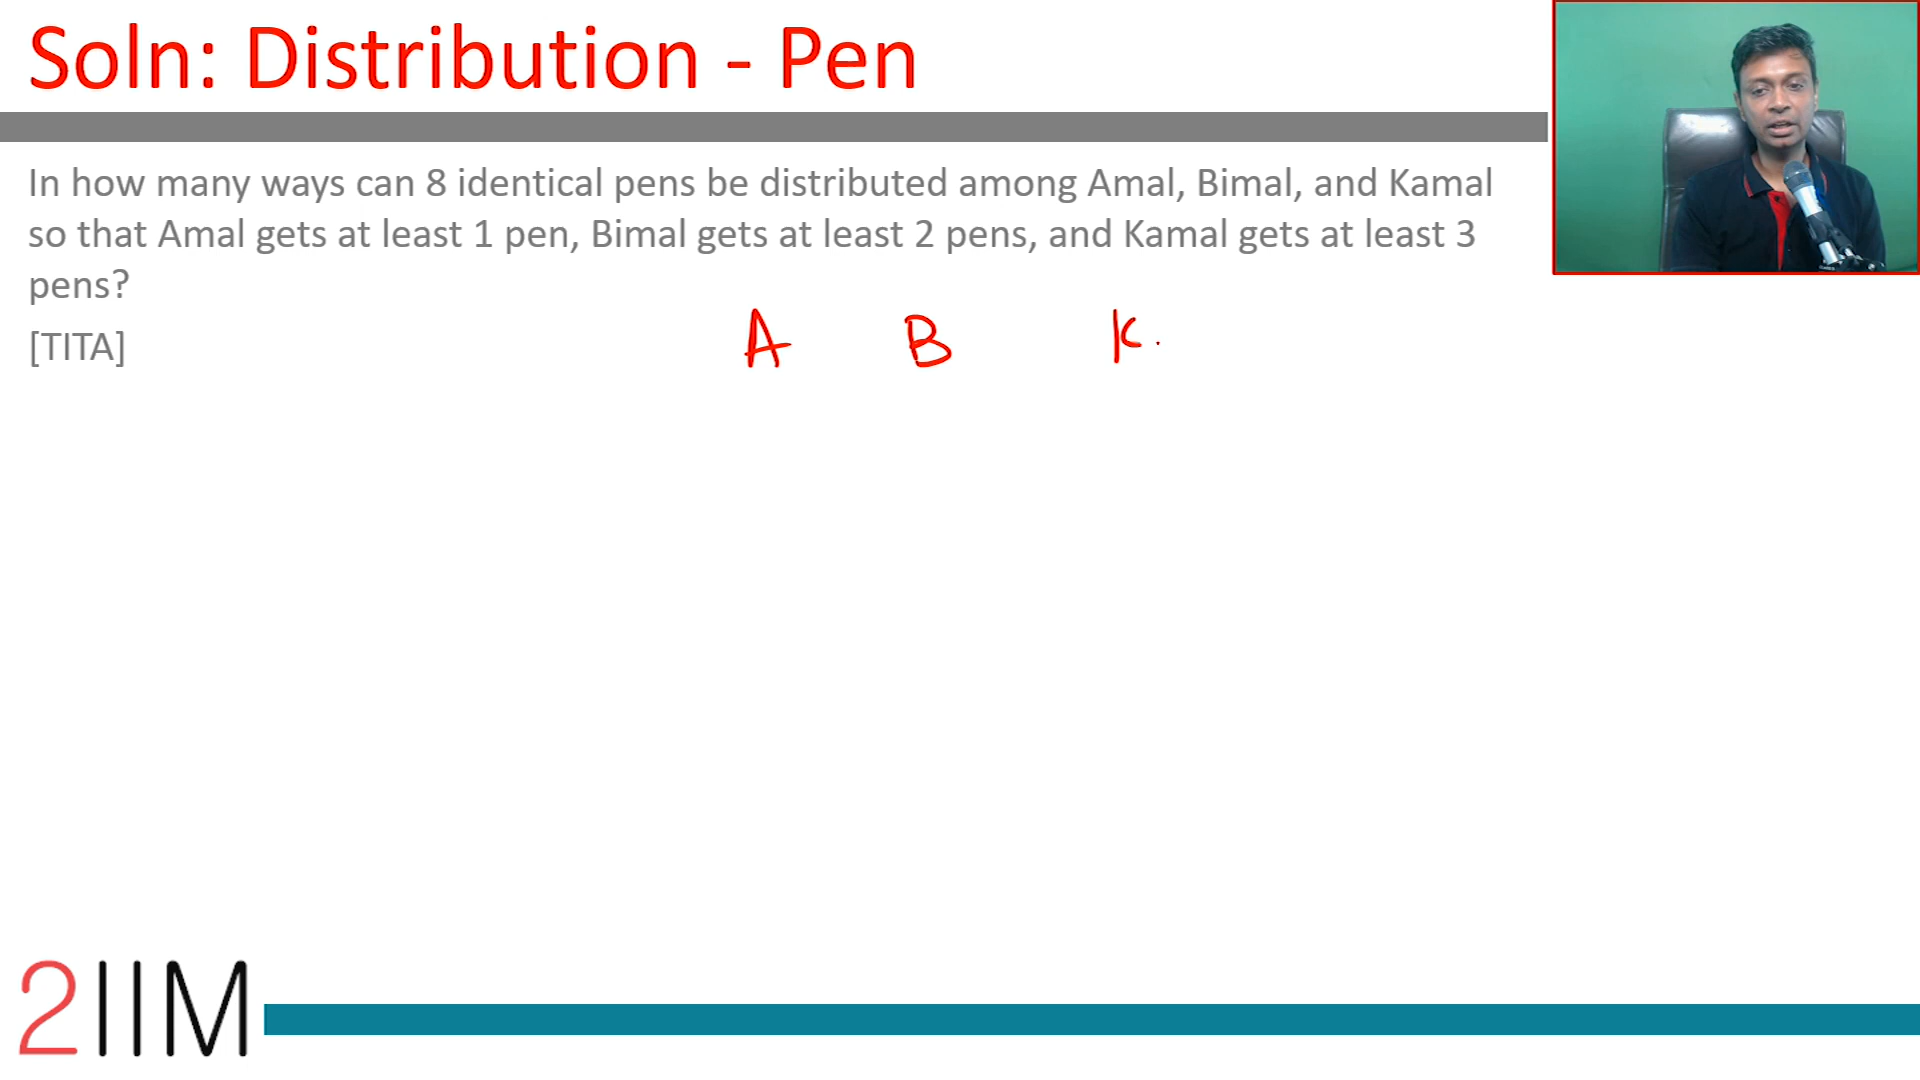 Soln: Distribution - Pen
In how many ways can 8 identical pens be distributed among Amal, Bimal, and Kamal
so that Amal gets at least 1 pen, Bimal gets at least 2 pens, and Kamal gets at least 3
pens?
[TITA]
A B K.
2IIM